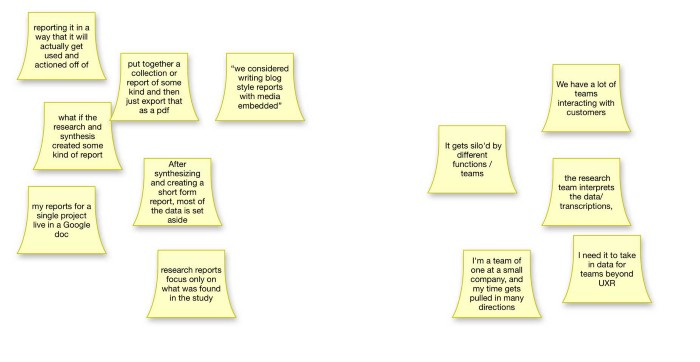 reporting it in a
way that it will
actually get
used and
actioned off of
put together a
collection or
report of some
kind and then
just export that
as a pdf
"we considered
writing blog
style reports
with media
embedded"
what if the
research and
synthesis
created some
kind of report
After
synthesizing
and creating a
short form
report, most of
the data is set
aside
my reports for a
single project
live in a Google
doc
research reports
focus only on
what was found
in the study
We have a lot of
teams
interacting with
customers
It gets silo'd by
different
functions /
teams
the research
team interprets
the data/
transcriptions,
I'm a team of
one at a small
company, and
my time gets
pulled in many
directions
I need it to take
in data for
teams beyond
UXR